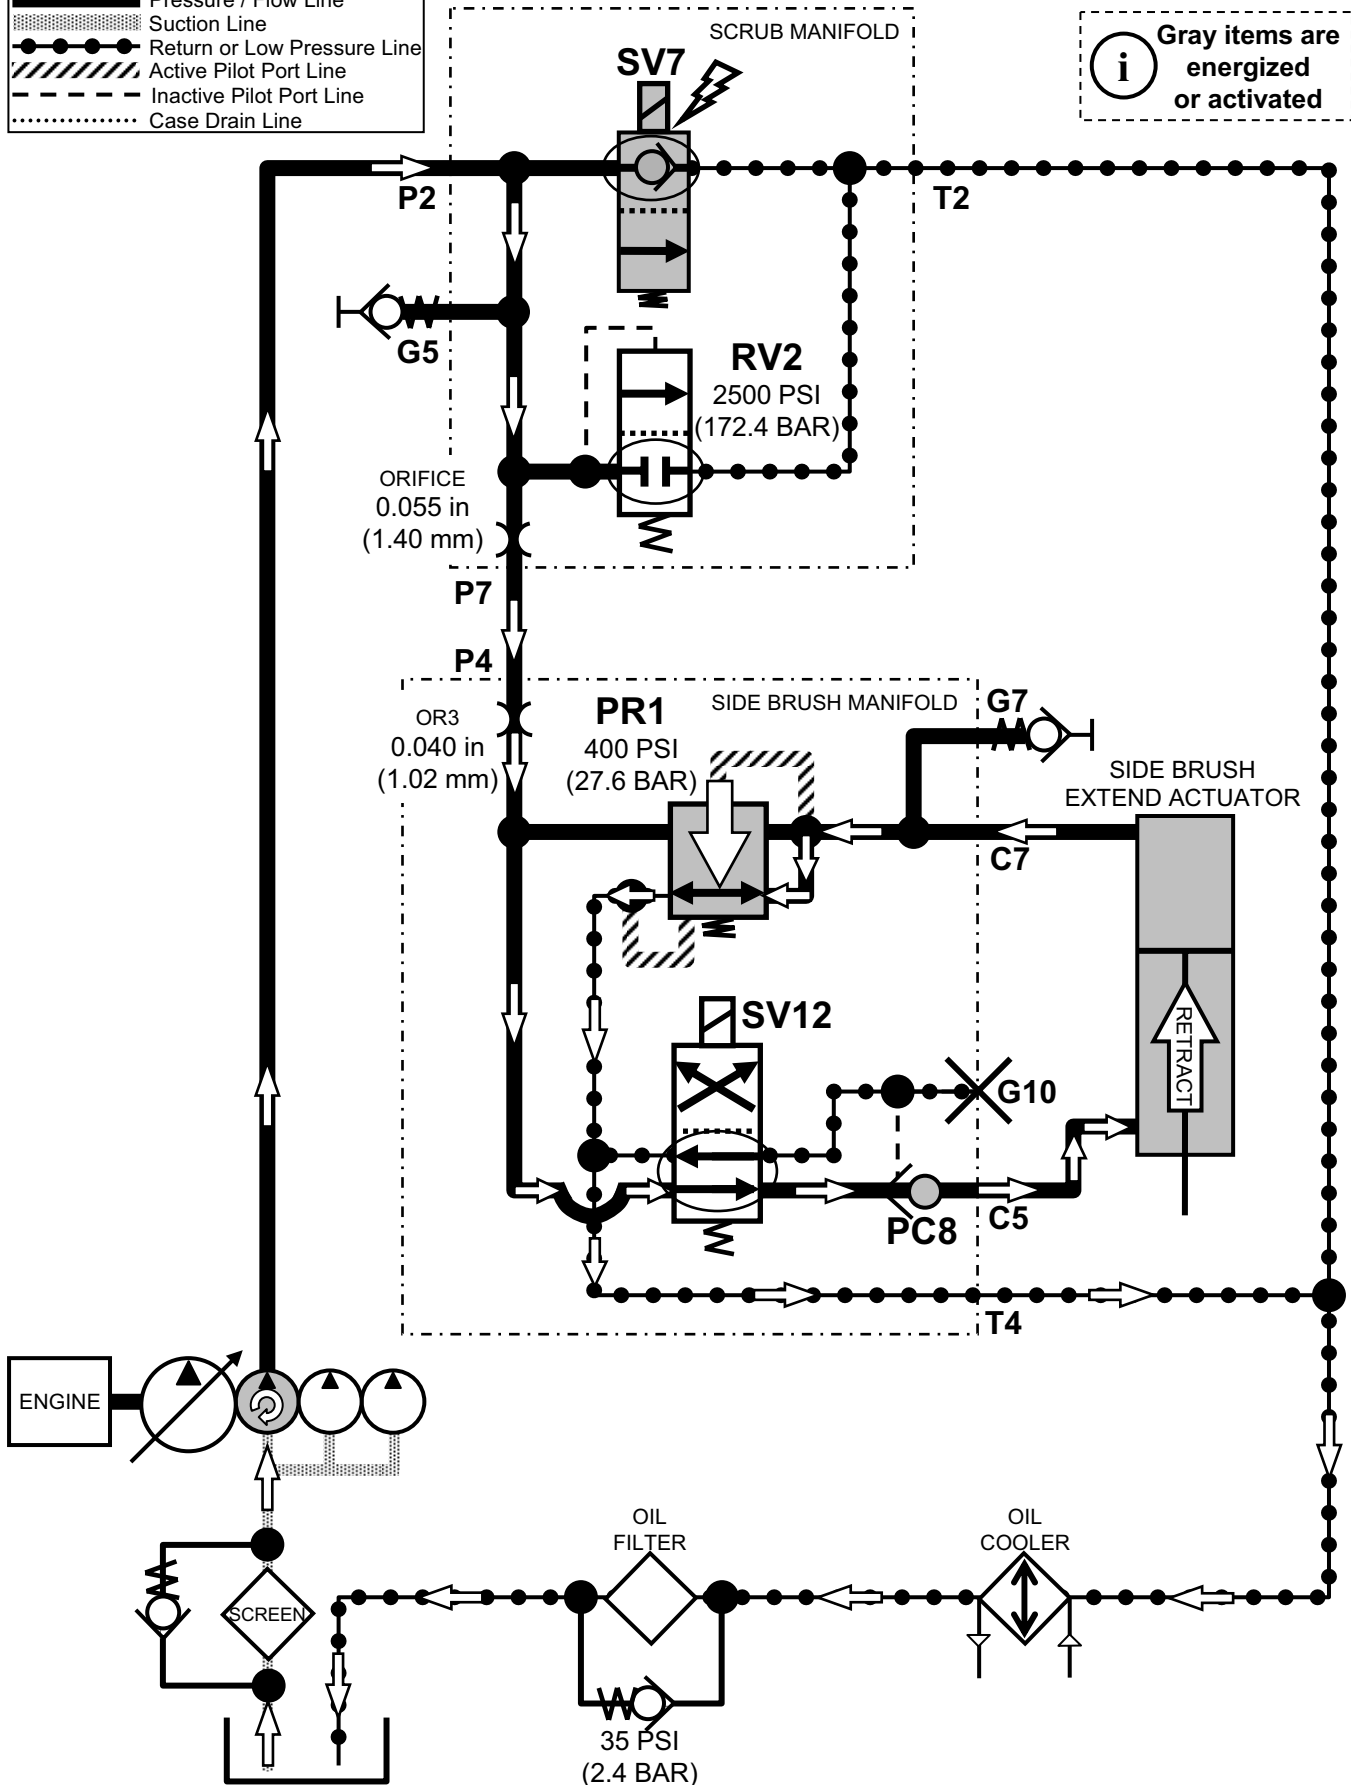 Pressure / Flow Line
Suction Line
Return or Low Pressure Line
Active Pilot Port Line
Inactive Pilot Port Line
Case Drain Line
SCRUB MANIFOLD
i
Gray items are
energized
or activated
SV7
P2
T2
G5
RV2
2500 PSI
(172.4 BAR)
ORIFICE
0.055 in
(1.40 mm)
P7
P4
SIDE BRUSH MANIFOLD
OR3
0.040 in
(1.02 mm)
PR1
400 PSI
(27.6 BAR)
G7
SIDE BRUSH
EXTEND ACTUATOR
C7
RETRACT
SV12
G10
PC8
C5
T4
ENGINE
SCREEN
OIL
FILTER
OIL
COOLER
35 PSI
(2.4 BAR)